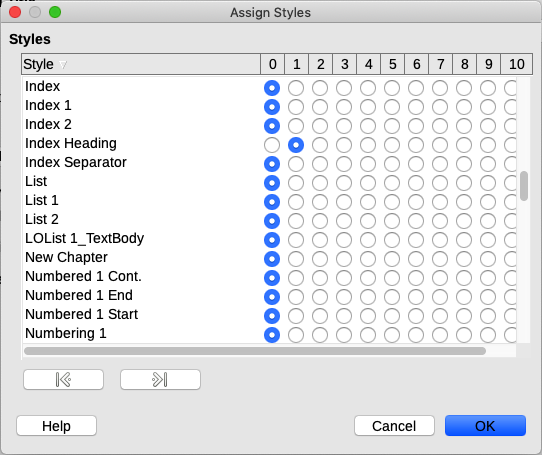 Assign Styles
Styles
Style 0 1 2 3 4 5 6 7 8 9 10
Index
Index 1
Index 2
Index Heading
Index Separator
List
List 1
List 2
LOList 1_TextBody
New Chapter
Numbered 1 Cont.
Numbered 1 End
Numbered 1 Start
Numbering 1
Help Cancel OK